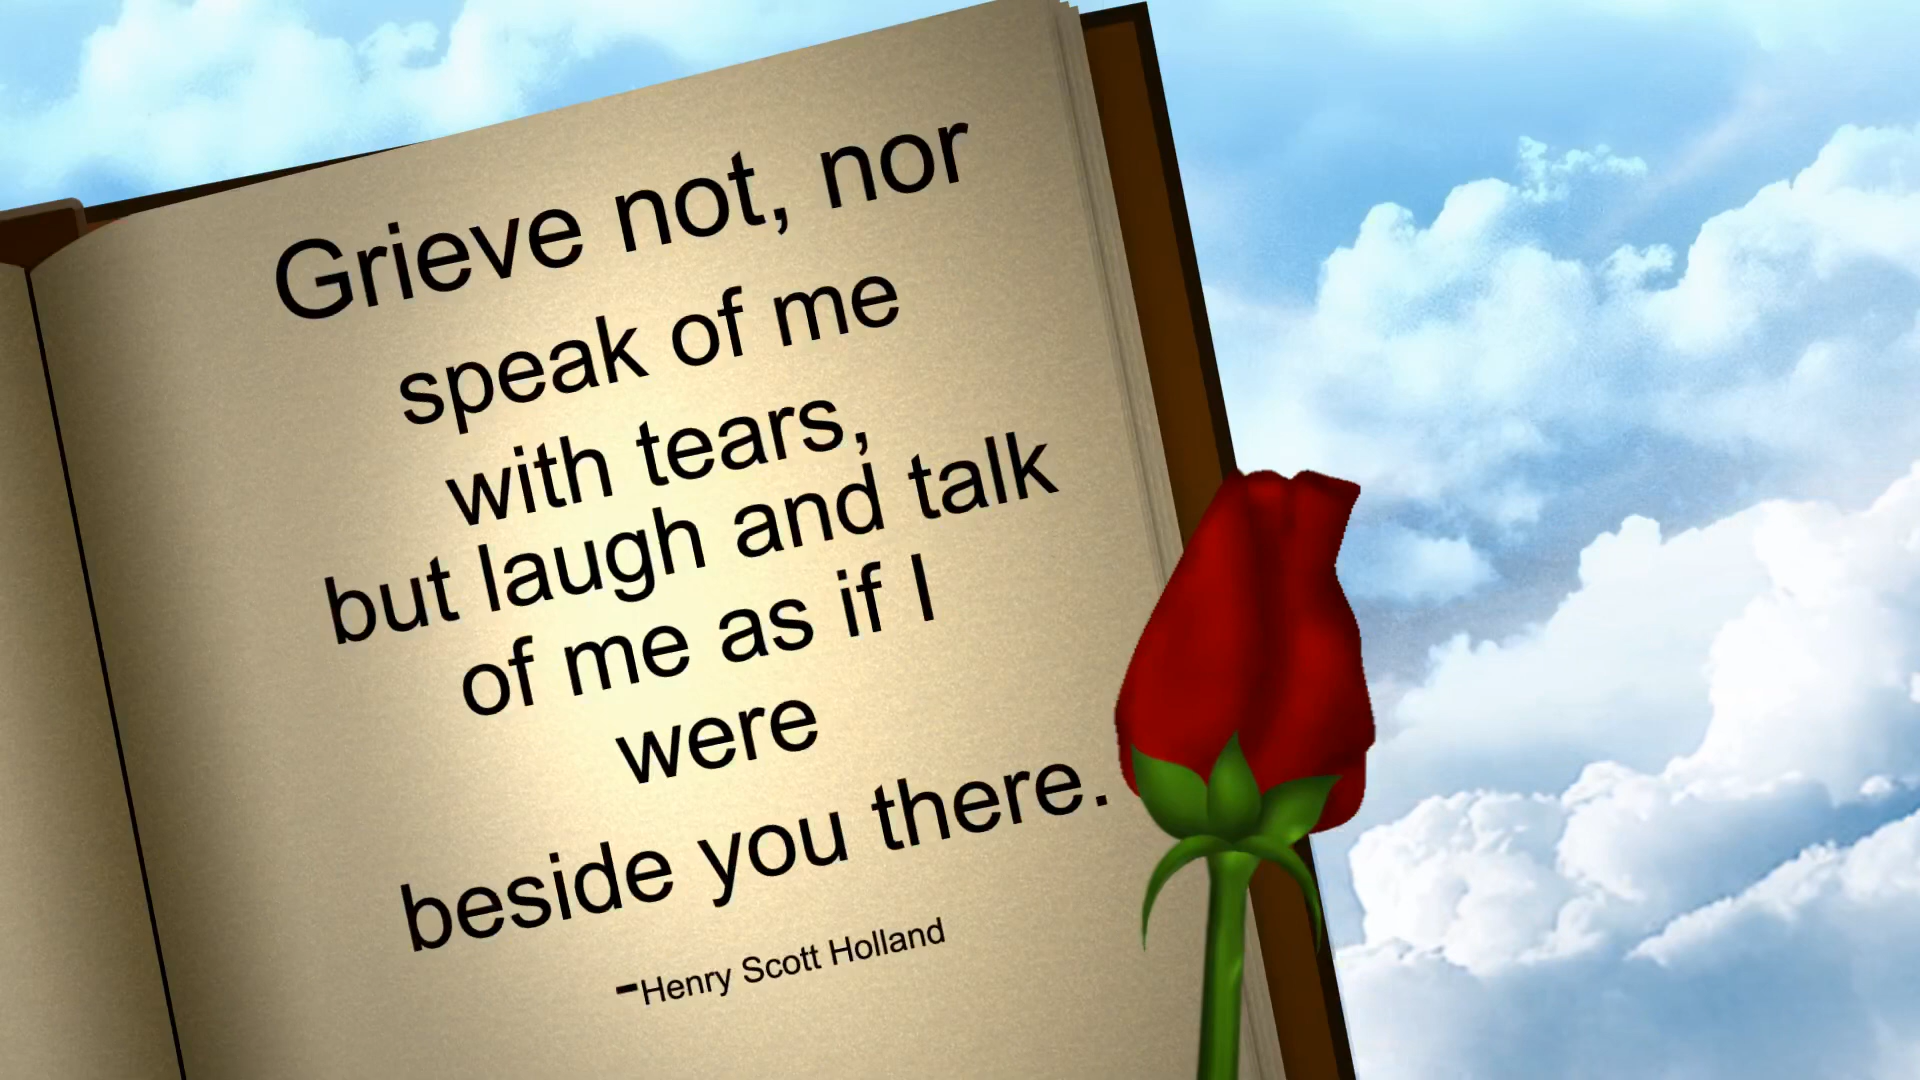 Grieve not, nor
speak of me
with tears,
but laugh and talk
of me as if I
were
beside you there.
-Henry Scott Holland